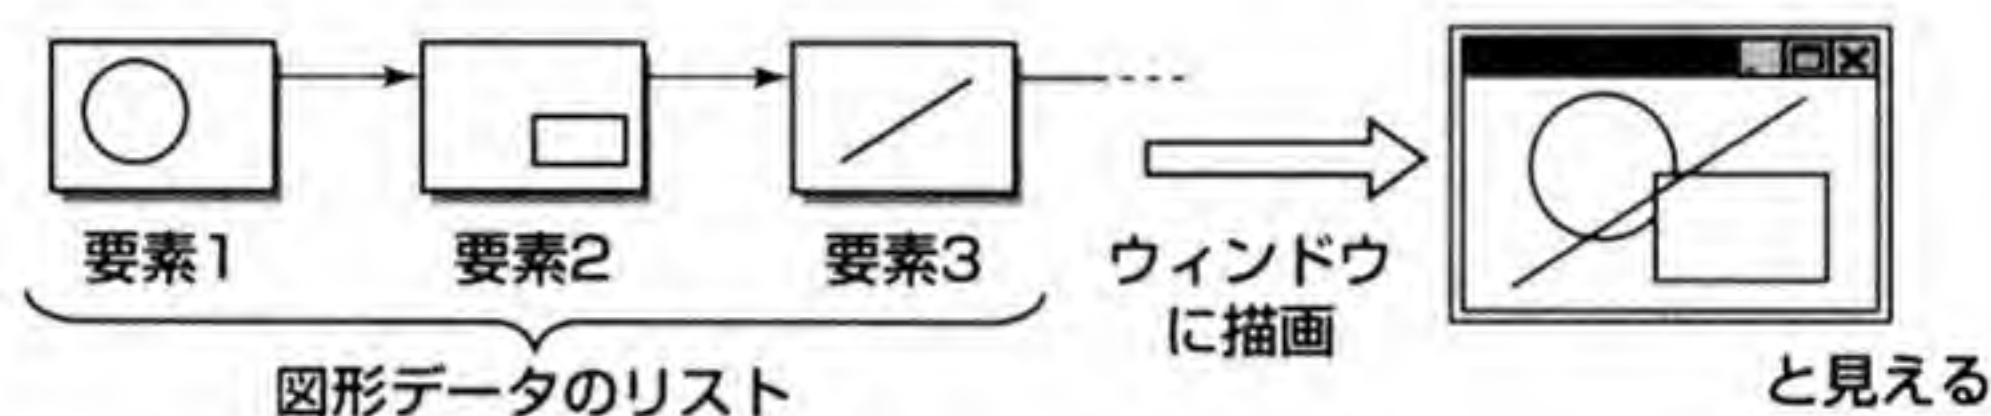 要素1
要素2
要素3
図形データのリスト
ウィンドウ
に描画
と見える